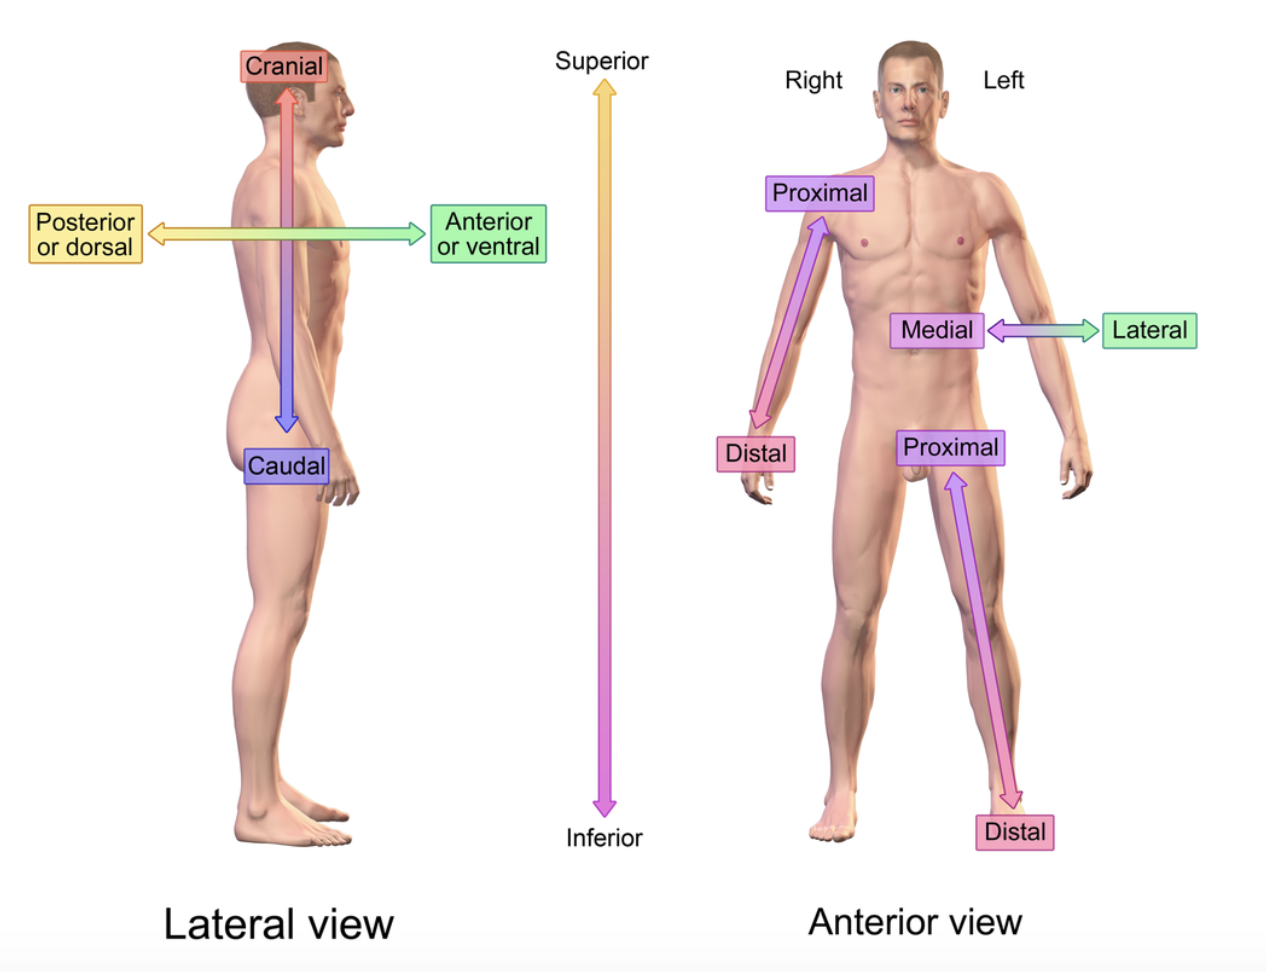 Cranial
Superior
Right
Left
Proximal
Posterior
or dorsal
Anterior
or ventral
Medial
Lateral
Distal
Proximal
Caudal
Distal
Inferior
Lateral view
Anterior view